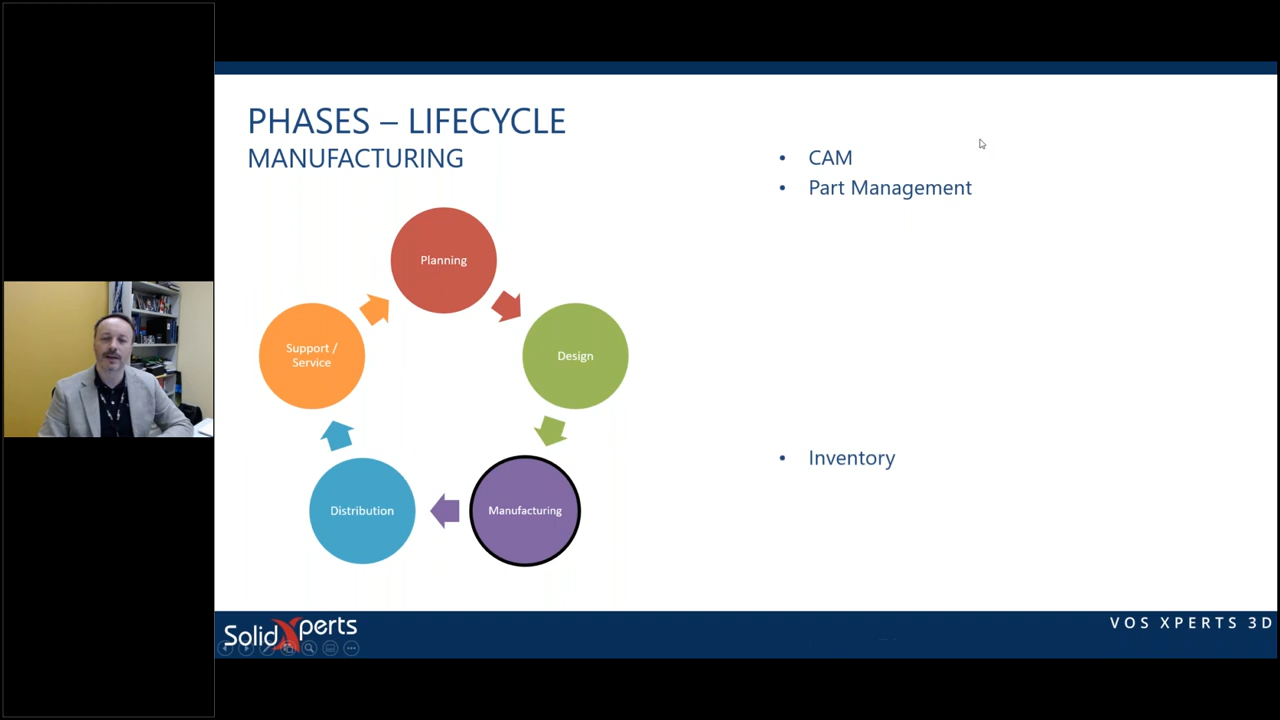 PHASES – LIFECYCLE
MANUFACTURING
• CAM
• Part Management
• Inventory
Planning
Design
Manufacturing
Distribution
Support /
Service
SolidXperts
VOS XPERTS 3D